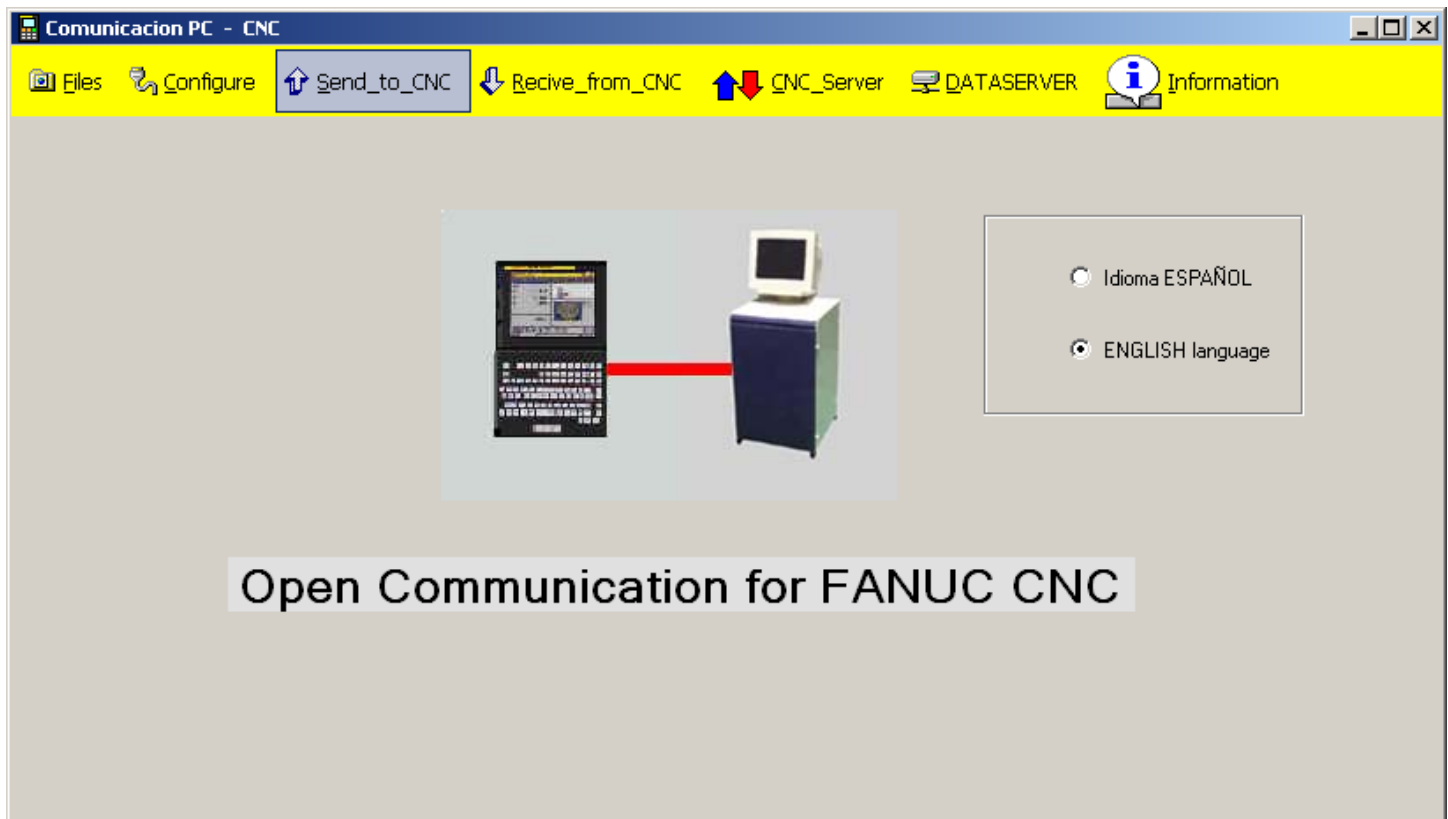 Comunicacion PC - CNC
Files Configure Send_to_CNC Recive_from_CNC CNC_Server DATASERVER Information
Idioma ESPAÑOL
ENGLISH language
Open Communication for FANUC CNC